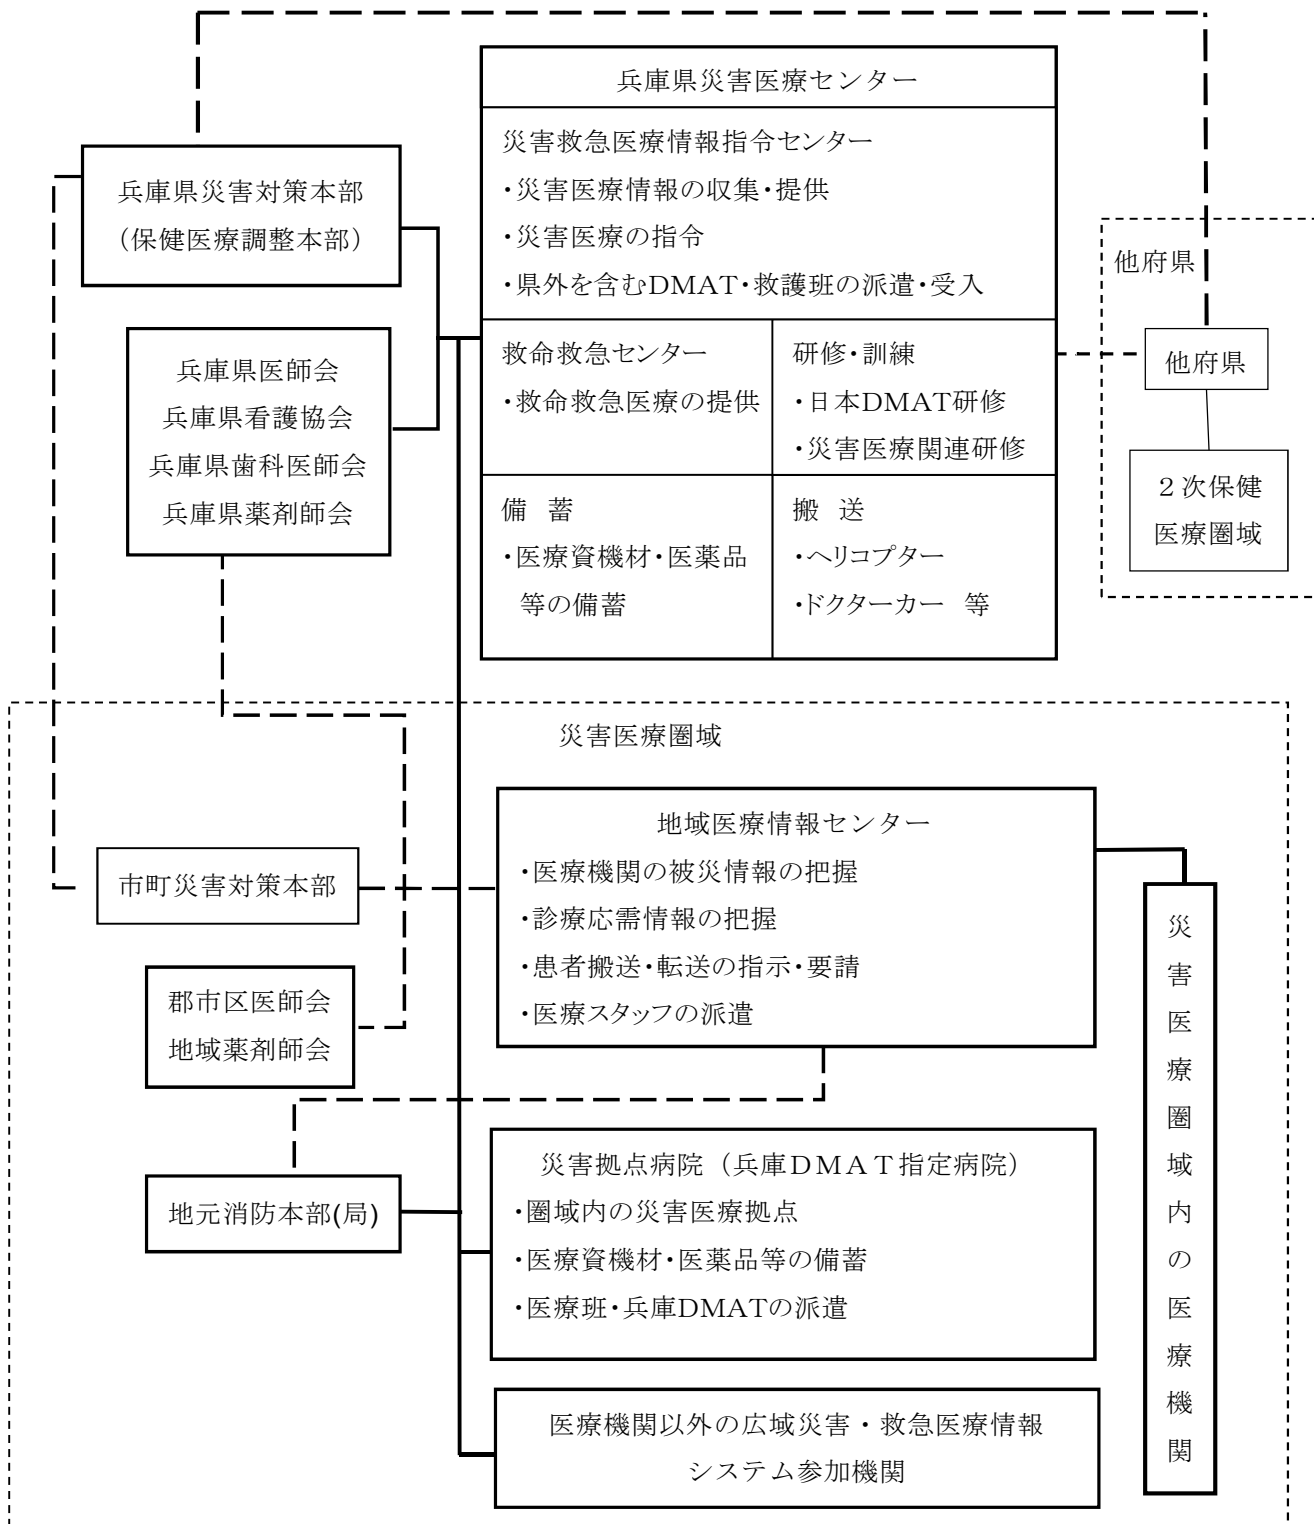 兵庫県災害医療センター
災害救急医療情報指令センター
・災害医療情報の収集・提供
・災害医療の指令
・県外を含むDMAT・救護班の派遣・受入
救命救急センター
・救命救急医療の提供
研修・訓練
・日本DMAT研修
・災害医療関連研修
備　蓄
・医療資機材・医薬品
等の備蓄
搬　送
・ヘリコプター
・ドクターカー　等
兵庫県災害対策本部
（保健医療調整本部）
兵庫県医師会
兵庫県看護協会
兵庫県歯科医師会
兵庫県薬剤師会
他府県
他府県
２次保健
医療圏域
災害医療圏域
地域医療情報センター
・医療機関の被災情報の把握
・診療応需情報の把握
・患者搬送・転送の指示・要請
・医療スタッフの派遣
市町災害対策本部
郡市区医師会
地域薬剤師会
地元消防本部(局)
災害拠点病院（兵庫ＤＭＡＴ指定病院）
・圏域内の災害医療拠点
・医療資機材・医薬品等の備蓄
・医療班・兵庫DMATの派遣
医療機関以外の広域災害・救急医療情報
システム参加機関
災害医療圏域内の医療機関